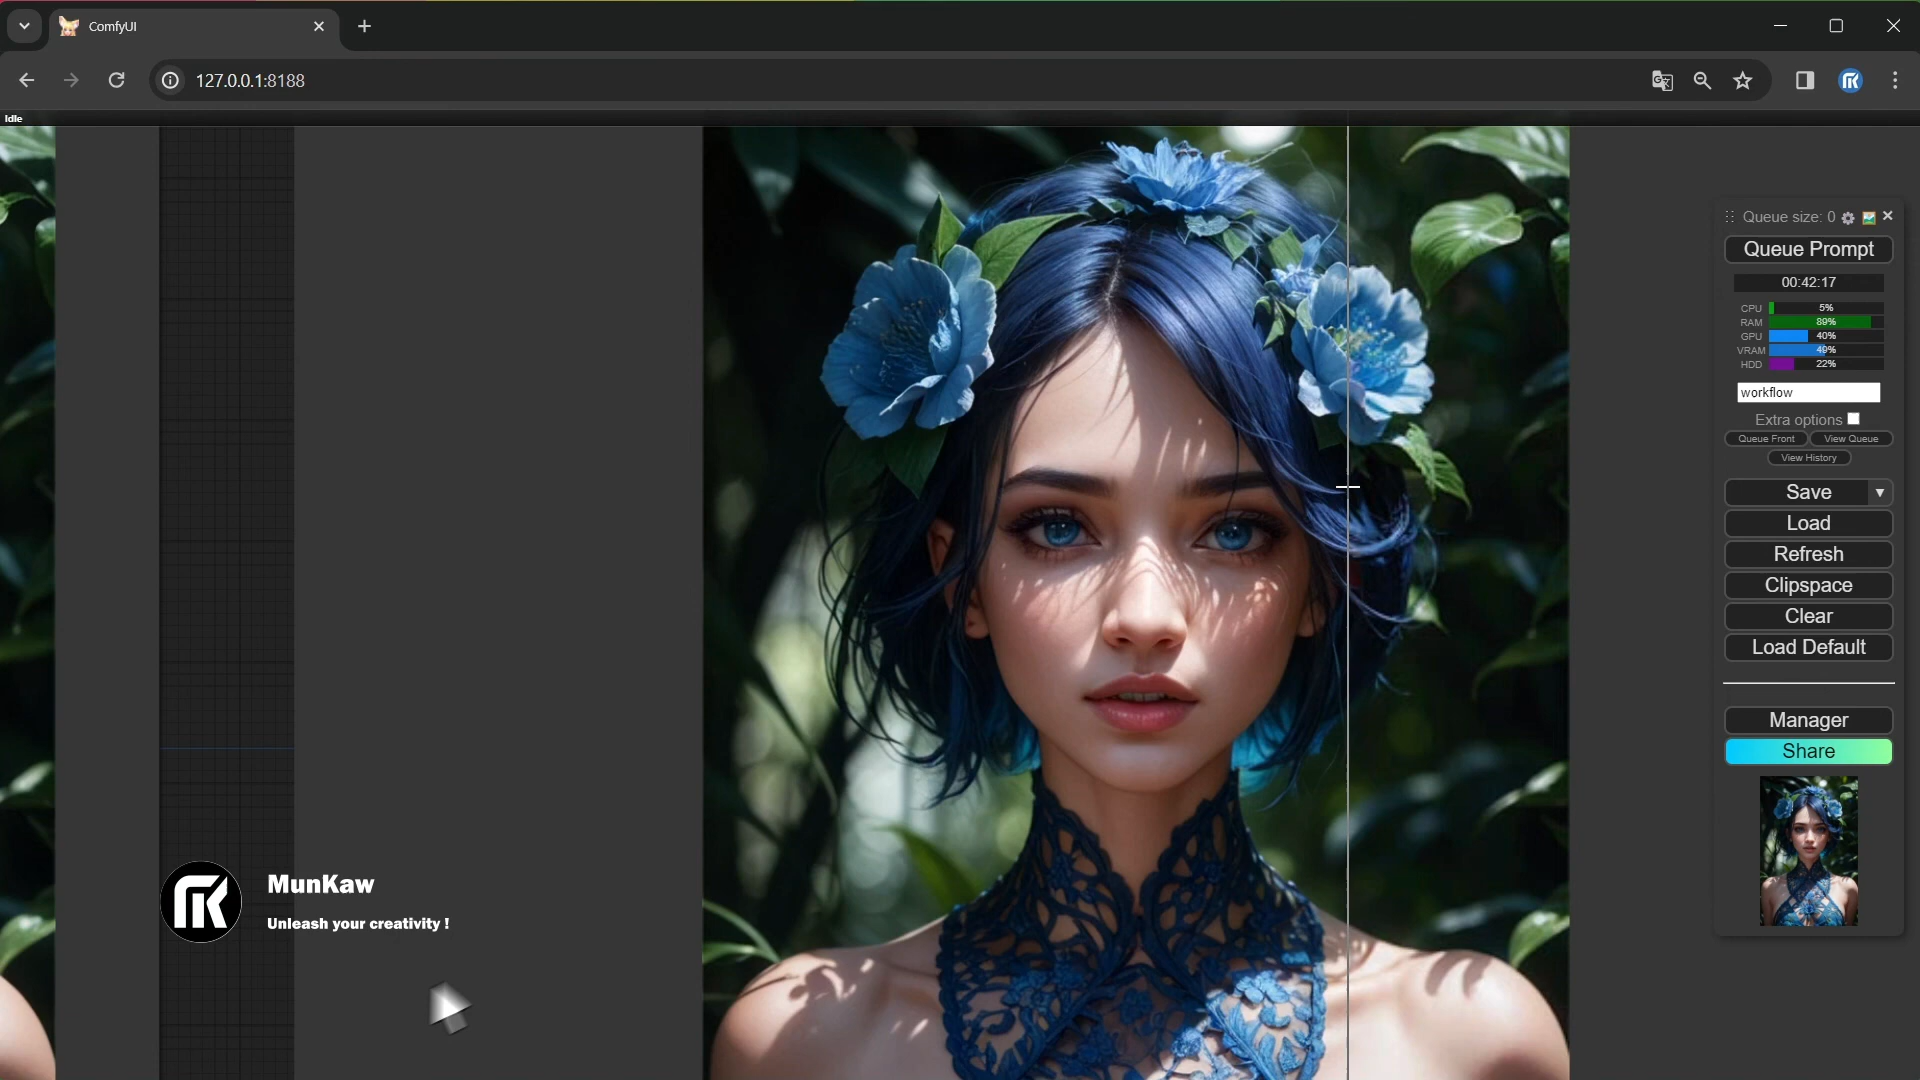 ComfyUI
127.0.0.1:8188
Idle
Queue size: 0
Queue Prompt
00:42:17
CPU 5%
RAM 89%
GPU 40%
VRAM 49%
HDD 22%
workflow
Extra options
Queue Front View Queue
View History
Save ▼
Load
Refresh
Clipspace
Clear
Load Default
Manager
Share
MunKaw
Unleash your creativity !